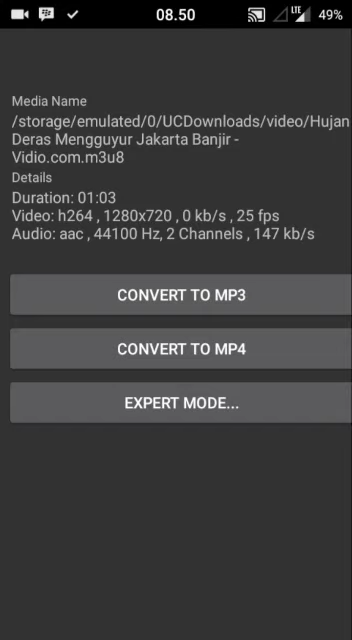 08.50
LTE
49%
Media Name
/storage/emulated/0/UCDownloads/video/Hujan
Deras Mengguyur Jakarta Banjir -
Vidio.com.m3u8
Details
Duration: 01:03
Video: h264 , 1280x720 , 0 kb/s , 25 fps
Audio: aac , 44100 Hz, 2 Channels , 147 kb/s
CONVERT TO MP3
CONVERT TO MP4
EXPERT MODE...